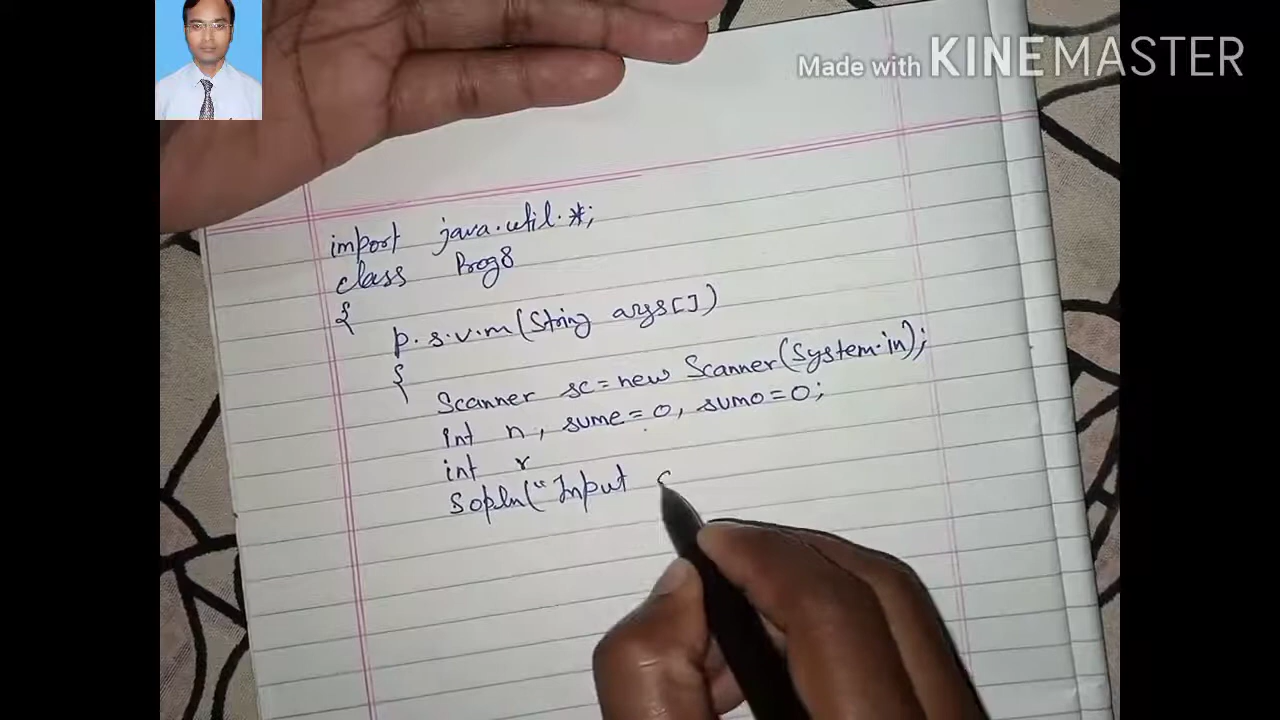 Made with KINEMASTER
import java.util.*;
class Prog8
{
p.s.v.m(String args[])
{
Scanner sc=new Scanner(System.in);
int n, sume=0, sumo=0;
int r
Sopln("Input